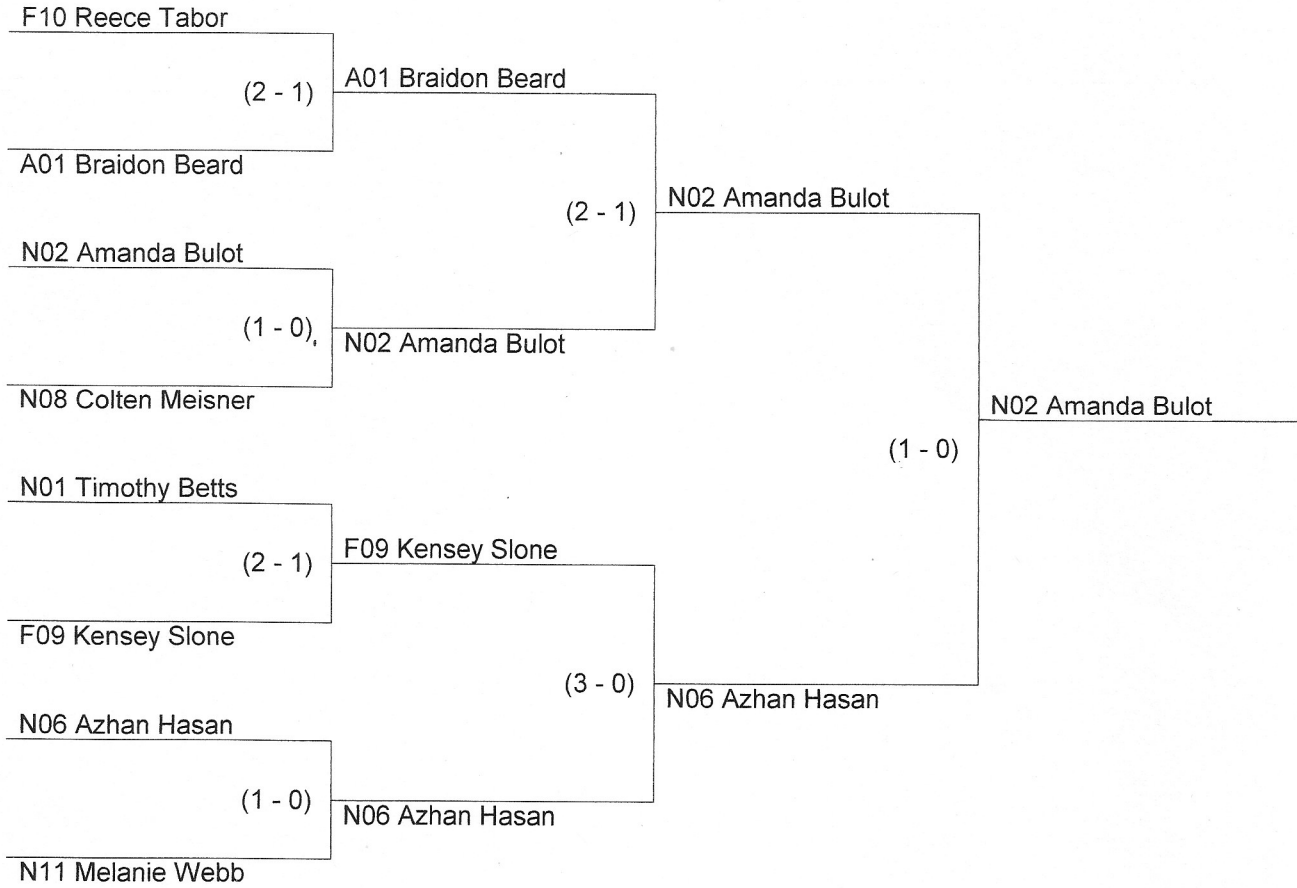 F10 Reece Tabor
(2 - 1)
A01 Braidon Beard
A01 Braidon Beard
(2 - 1)
N02 Amanda Bulot
N02 Amanda Bulot
(1 - 0)
N02 Amanda Bulot
N08 Colten Meisner
N02 Amanda Bulot
(1 - 0)
N01 Timothy Betts
(2 - 1)
F09 Kensey Slone
F09 Kensey Slone
(3 - 0)
N06 Azhan Hasan
N06 Azhan Hasan
(1 - 0)
N06 Azhan Hasan
N11 Melanie Webb